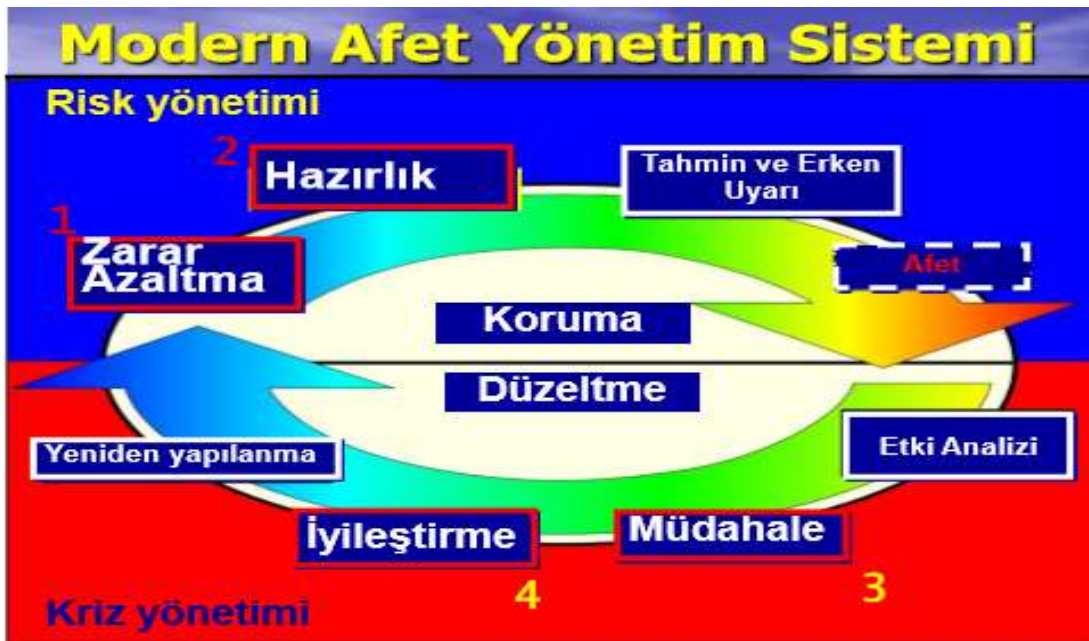 Modern Afet Yönetim Sistemi
Risk yönetimi
2
Hazırlık
Tahmin ve Erken
Uyarı
1
Zarar
Azaltma
Afet
Koruma
Düzeltme
Yeniden yapılanma
Etki Analizi
İyileştirme
Müdahale
4
3
Kriz yönetimi